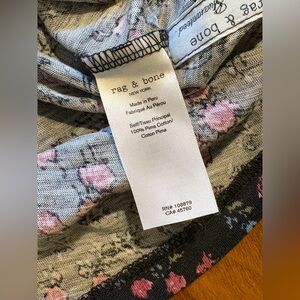 rag & bone
Guaranteed
rag & bone
NEW YORK
Made in Peru
Fabriqué Au Pérou
Self/Tissu Principal
100% Pima Cotton/
Coton Pima
RN# 108879
CA# 45760